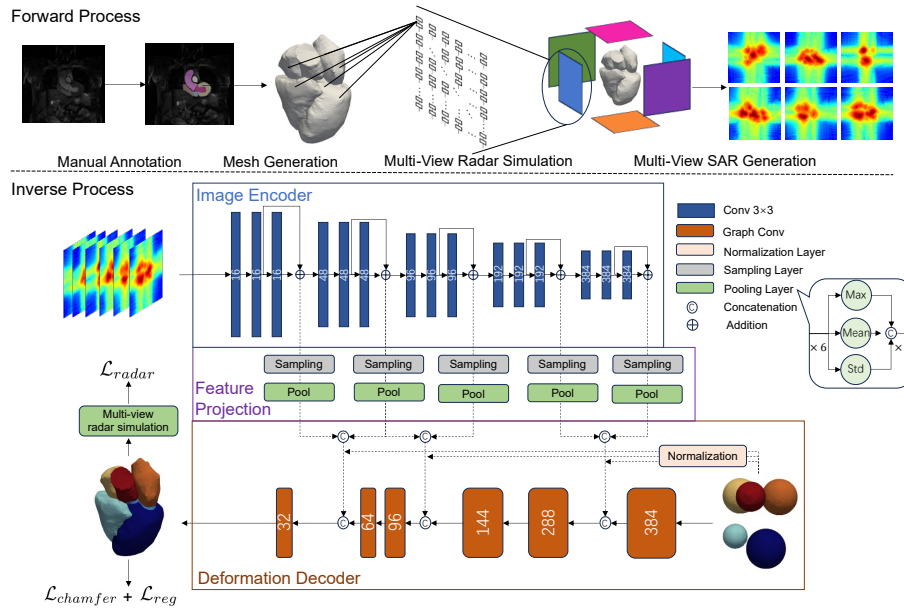 Forward Process
Manual Annotation
Mesh Generation
Multi-View Radar Simulation
Multi-View SAR Generation
Inverse Process
Image Encoder
16 16 16
48 48 48
96 96 96
192 192 192
384 384 384
Conv 3×3
Graph Conv
Normalization Layer
Sampling Layer
Pooling Layer
© Concatenation
⊕ Addition
Max
Mean
Std
× 6
C
×
Feature
Projection
Sampling Sampling Sampling Sampling Sampling
Pool Pool Pool Pool Pool
C C C
Normalization
32 C 64 96 C 144 288 C 384
Deformation Decoder
ℒ_radar
Multi-view
radar simulation
ℒ_chamfer + ℒ_reg